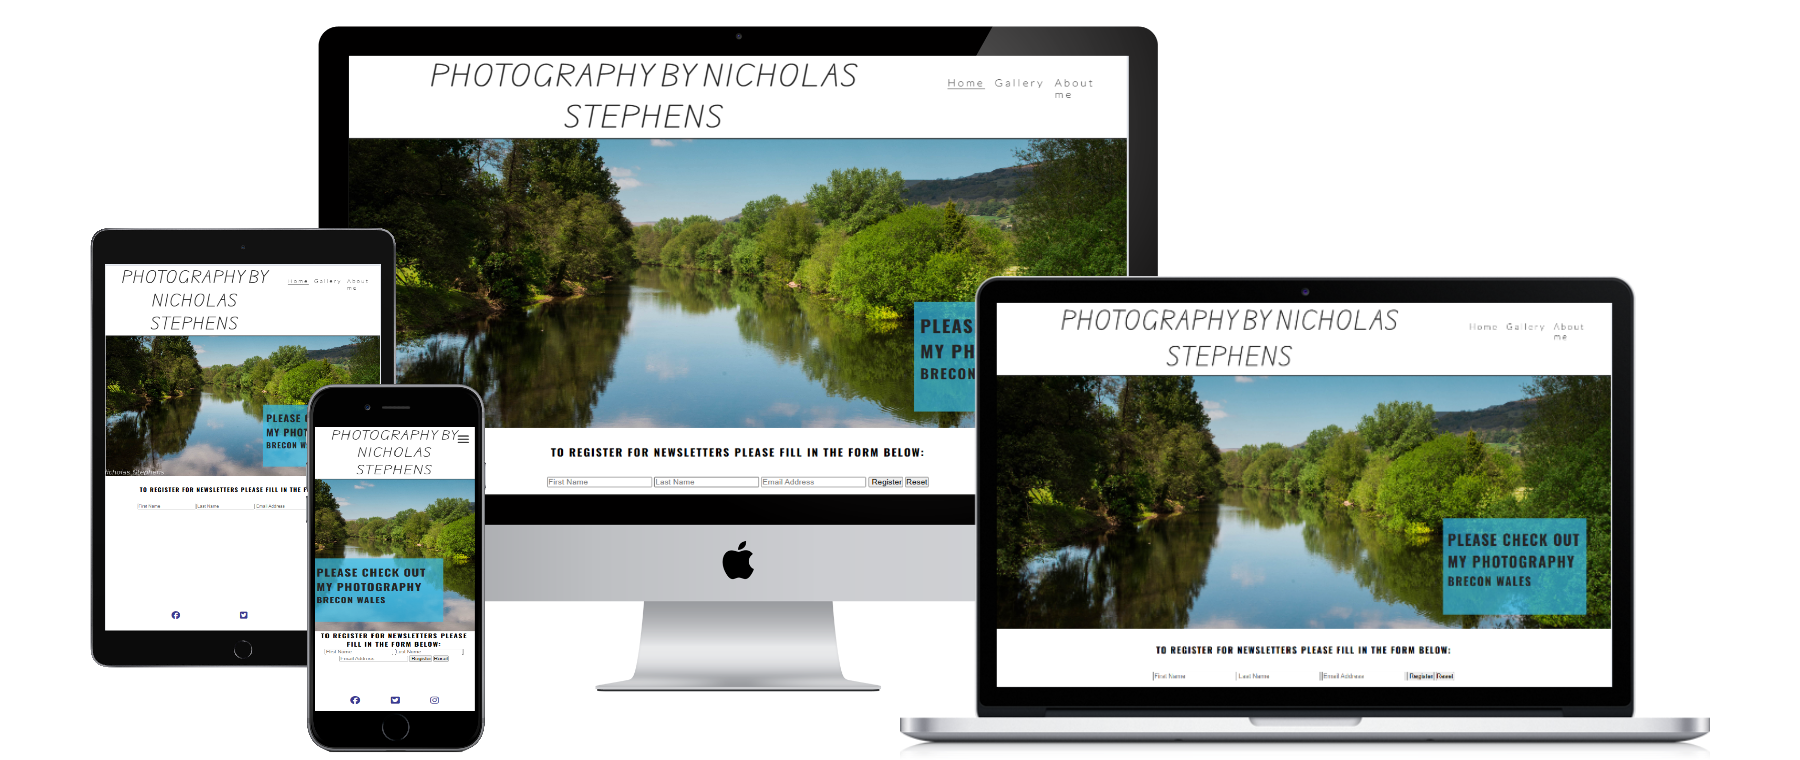 PHOTOGRAPHY BY NICHOLAS
STEPHENS
Home Gallery About
me
PLEAS
MY PH
BRECON
TO REGISTER FOR NEWSLETTERS PLEASE FILL IN THE FORM BELOW:
First Name Last Name Email Address Register Reset
PHOTOGRAPHY BY
NICHOLAS
STEPHENS
Home Gallery About
me
PLEASE
MY PHOT
BRECON W
Nicholas Stephens
TO REGISTER FOR NEWSLETTERS PLEASE FILL IN THE F
First Name Last Name Email Address
PHOTOGRAPHY BY
NICHOLAS
STEPHENS
PLEASE CHECK OUT
MY PHOTOGRAPHY
BRECON WALES
TO REGISTER FOR NEWSLETTERS PLEASE
FILL IN THE FORM BELOW:
First Name Last Name
Email Address Register Reset
PHOTOGRAPHY BY NICHOLAS
STEPHENS
Home Gallery About
me
PLEASE CHECK OUT
MY PHOTOGRAPHY
BRECON WALES
TO REGISTER FOR NEWSLETTERS PLEASE FILL IN THE FORM BELOW:
First Name Last Name Email Address Register Reset